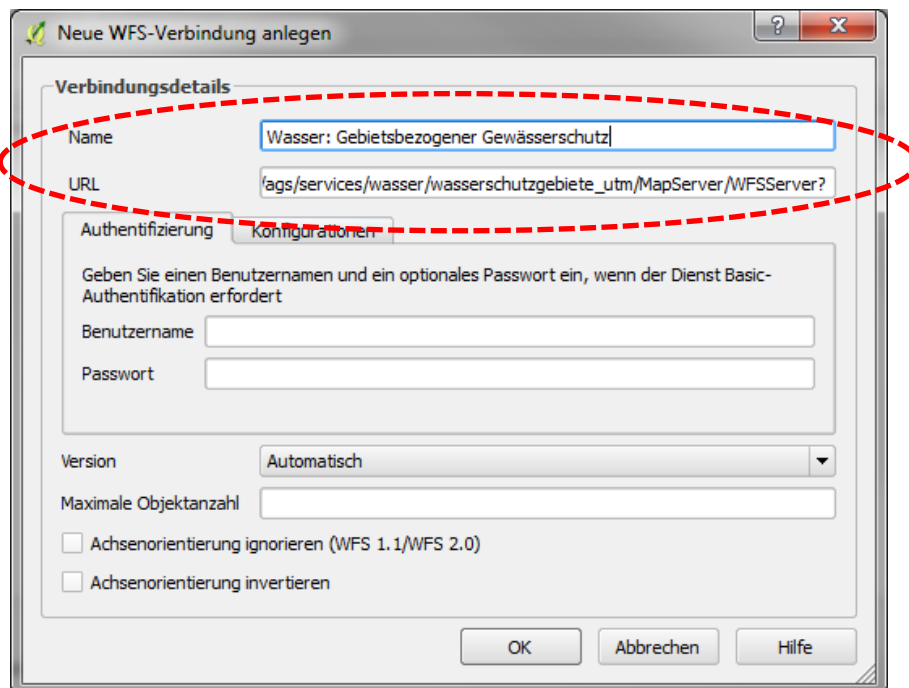 Neue WFS-Verbindung anlegen
Verbindungsdetails
Name
Wasser: Gebietsbezogener Gewässerschutz
URL
/ags/services/wasser/wasserschutzgebiete_utm/MapServer/WFSServer?
Authentifizierung
Konfigurationen
Geben Sie einen Benutzernamen und ein optionales Passwort ein, wenn der Dienst Basic-
Authentifikation erfordert
Benutzername
Passwort
Version
Automatisch
Maximale Objektanzahl
Achsenorientierung ignorieren (WFS 1.1/WFS 2.0)
Achsenorientierung invertieren
OK
Abbrechen
Hilfe